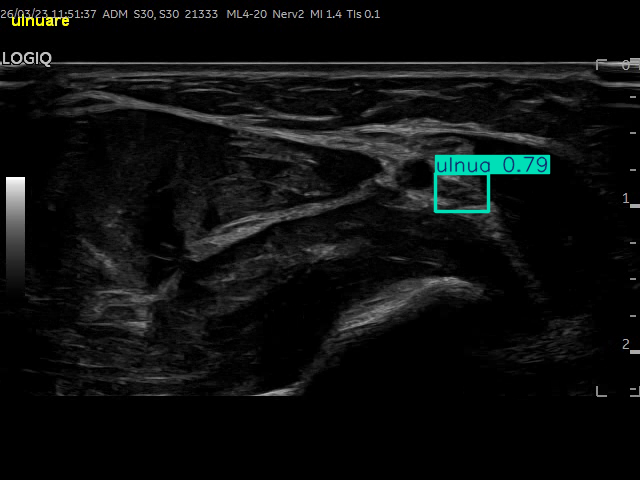 26/03/23 11:51:37 ADM S30, S30 21333 ML4-20 Nerv2 MI 1.4 TIs 0.1
ulnuare
LOGIQ
0
ulnua 0.79
1
2